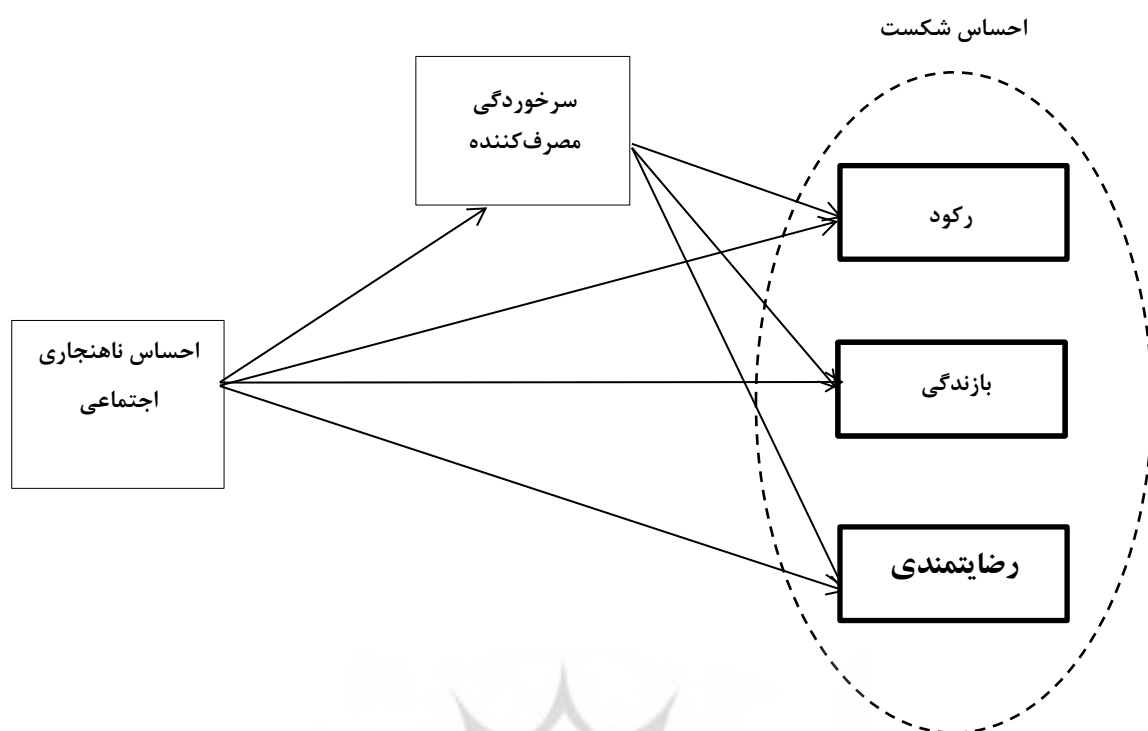 احساس شکست
سرخوردگی
مصرف‌کننده
رکود
احساس ناهنجاری
اجتماعی
بازندگی
رضایتمندی